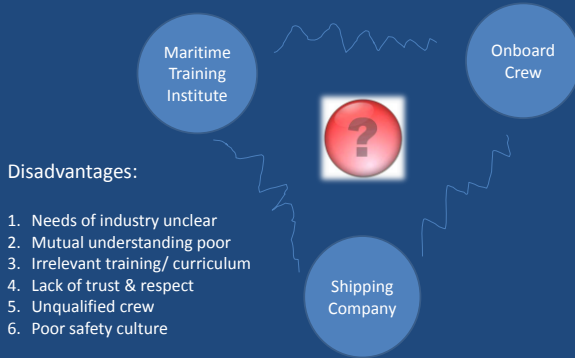 Maritime
Training
Institute
Onboard
Crew
?
Disadvantages:
1. Needs of industry unclear
2. Mutual understanding poor
3. Irrelevant training/ curriculum
4. Lack of trust & respect
5. Unqualified crew
6. Poor safety culture
Shipping
Company